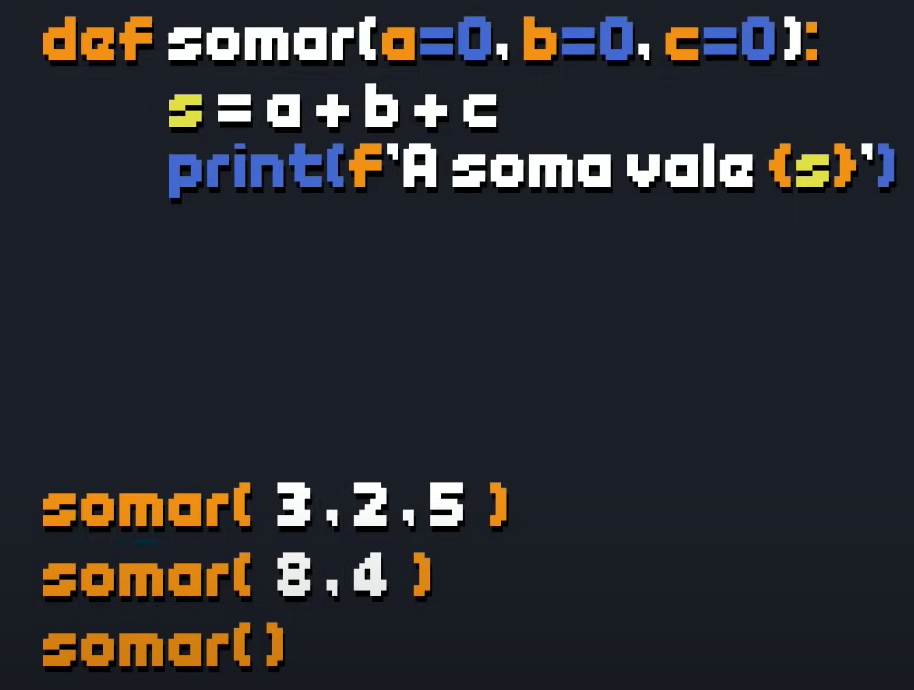 def somar(a=0, b=0, c=0):
s = a + b + c
print(f'A soma vale {s}')
somar( 3 , 2 , 5 )
somar( 8 , 4 )
somar( )